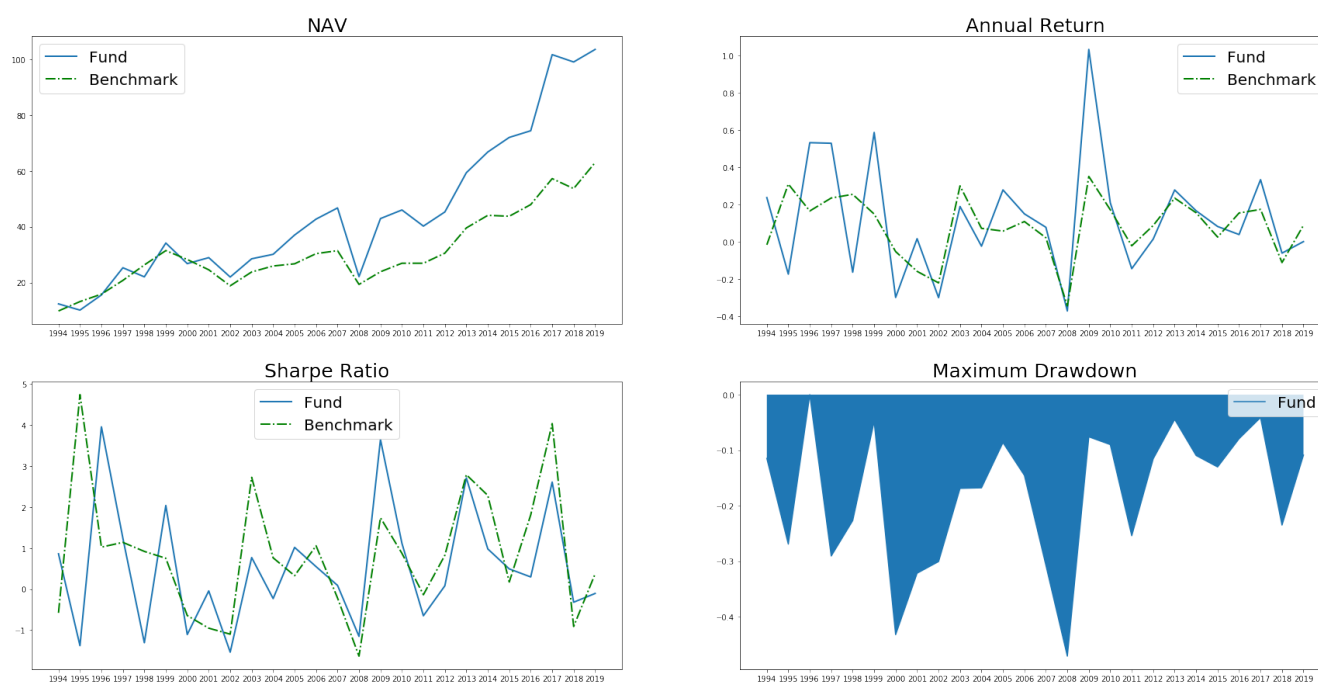 NAV
Fund
Benchmark
100
80
60
40
20
1994 1995 1996 1997 1998 1999 2000 2001 2002 2003 2004 2005 2006 2007 2008 2009 2010 2011 2012 2013 2014 2015 2016 2017 2018 2019
Annual Return
Fund
Benchmark
1.0
0.8
0.6
0.4
0.2
0.0
−0.2
−0.4
1994 1995 1996 1997 1998 1999 2000 2001 2002 2003 2004 2005 2006 2007 2008 2009 2010 2011 2012 2013 2014 2015 2016 2017 2018 2019
Sharpe Ratio
Fund
Benchmark
5
4
3
2
1
0
−1
1994 1995 1996 1997 1998 1999 2000 2001 2002 2003 2004 2005 2006 2007 2008 2009 2010 2011 2012 2013 2014 2015 2016 2017 2018 2019
Maximum Drawdown
Fund
0.0
−0.1
−0.2
−0.3
−0.4
1994 1995 1996 1997 1998 1999 2000 2001 2002 2003 2004 2005 2006 2007 2008 2009 2010 2011 2012 2013 2014 2015 2016 2017 2018 2019